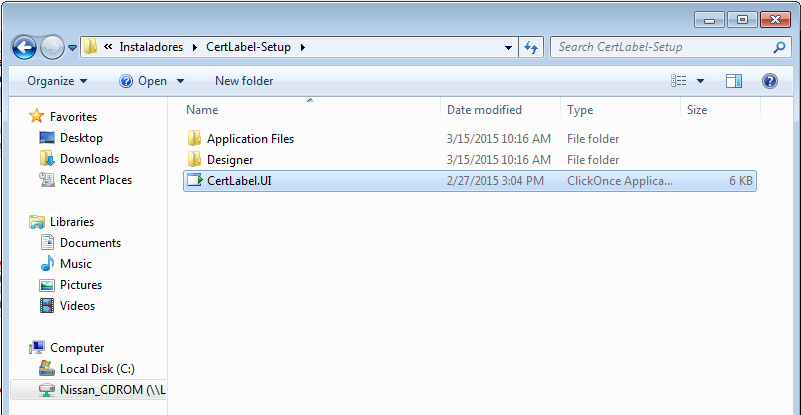 « Instaladores CertLabel-Setup Search CertLabel-Setup
Organize Open New folder
Name Date modified Type Size
Favorites
Desktop
Downloads
Recent Places
Libraries
Documents
Music
Pictures
Videos
Computer
Local Disk (C:)
Nissan_CDROM (\\L
Application Files 3/15/2015 10:16 AM File folder
Designer 3/15/2015 10:16 AM File folder
CertLabel.UI 2/27/2015 3:04 PM ClickOnce Applica... 6 KB